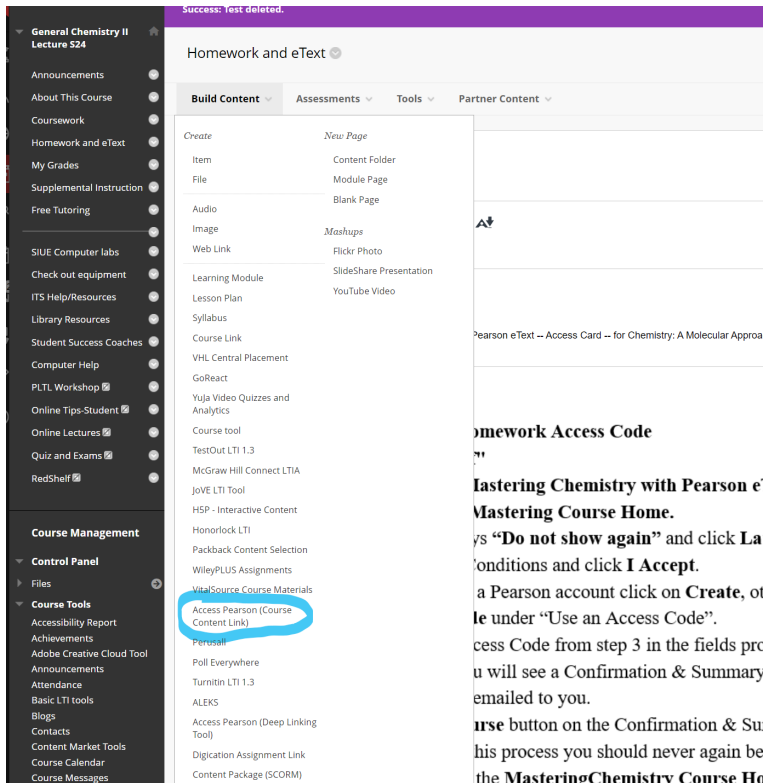 Success: Test deleted.
General Chemistry II
Lecture S24
Announcements
About This Course
Coursework
Homework and eText
My Grades
Supplemental Instruction
Free Tutoring
SIUE Computer labs
Check out equipment
ITS Help/Resources
Library Resources
Student Success Coaches
Computer Help
PLTL Workshop
Online Tips-Student
Online Lectures
Quiz and Exams
RedShelf
Course Management
Control Panel
Files
Course Tools
Accessibility Report
Achievements
Adobe Creative Cloud Tool
Announcements
Attendance
Basic LTI tools
Blogs
Contacts
Content Market Tools
Course Calendar
Course Messages
Homework and eText
Build Content
Assessments
Tools
Partner Content
Create
Item
File
Audio
Image
Web Link
Learning Module
Lesson Plan
Syllabus
Course Link
VHL Central Placement
GoReact
YuJa Video Quizzes and
Analytics
Course tool
TestOut LTI 1.3
McGraw Hill Connect LTIA
JoVE LTI Tool
H5P - Interactive Content
Honorlock LTI
Packback Content Selection
WileyPLUS Assignments
VitalSource Course Materials
Access Pearson (Course
Content Link)
Perusall
Poll Everywhere
Turnitin LTI 1.3
ALEKS
Access Pearson (Deep Linking
Tool)
Digication Assignment Link
Content Package (SCORM)
New Page
Content Folder
Module Page
Blank Page
Mashups
Flickr Photo
SlideShare Presentation
YouTube Video
Pearson eText -- Access Card -- for Chemistry: A Molecular Approa
omework Access Code
"
Mastering Chemistry with Pearson e
Mastering Course Home.
ys “Do not show again” and click La
Conditions and click I Accept.
a Pearson account click on Create, ot
le under “Use an Access Code”.
cess Code from step 3 in the fields pro
u will see a Confirmation & Summary
emailed to you.
urse button on the Confirmation & Su
his process you should never again be
the MasteringChemistry Course Ho